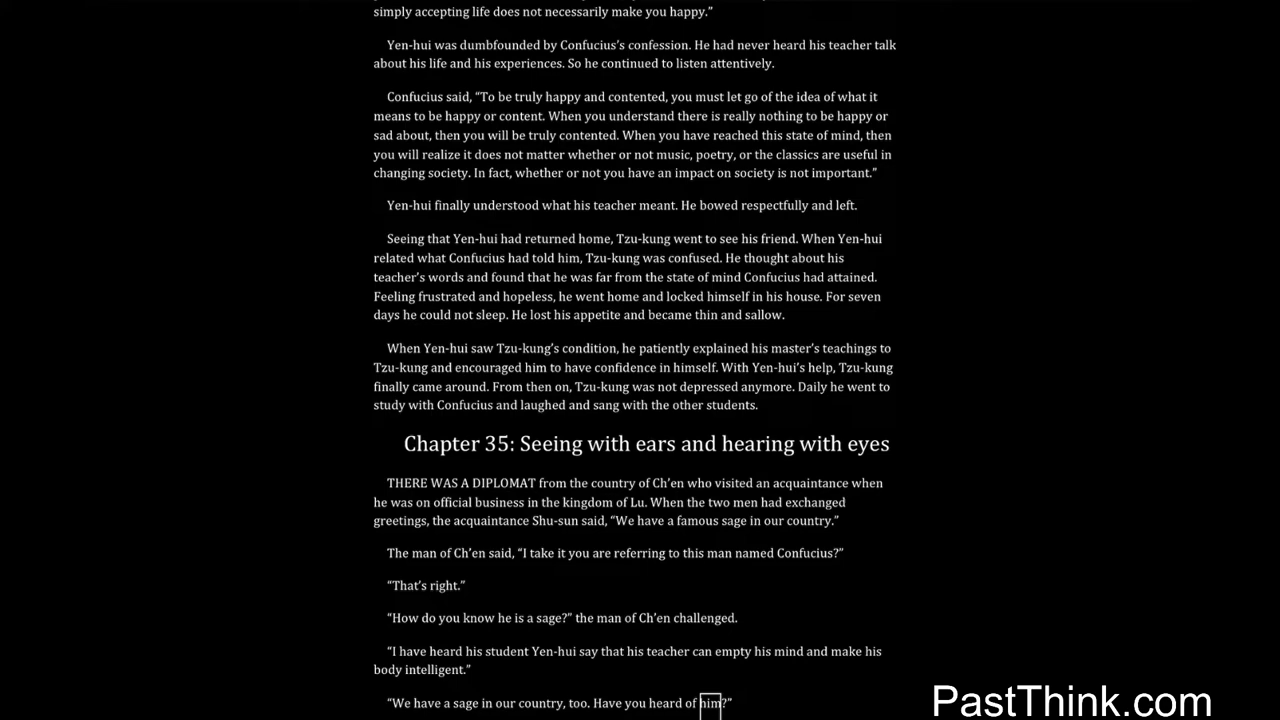 simply accepting life does not necessarily make you happy.”
Yen-hui was dumbfounded by Confucius’s confession. He had never heard his teacher talk
about his life and his experiences. So he continued to listen attentively.
Confucius said, “To be truly happy and contented, you must let go of the idea of what it
means to be happy or content. When you understand there is really nothing to be happy or
sad about, then you will be truly contented. When you have reached this state of mind, then
you will realize it does not matter whether or not music, poetry, or the classics are useful in
changing society. In fact, whether or not you have an impact on society is not important.”
Yen-hui finally understood what his teacher meant. He bowed respectfully and left.
Seeing that Yen-hui had returned home, Tzu-kung went to see his friend. When Yen-hui
related what Confucius had told him, Tzu-kung was confused. He thought about his
teacher’s words and found that he was far from the state of mind Confucius had attained.
Feeling frustrated and hopeless, he went home and locked himself in his house. For seven
days he could not sleep. He lost his appetite and became thin and sallow.
When Yen-hui saw Tzu-kung’s condition, he patiently explained his master’s teachings to
Tzu-kung and encouraged him to have confidence in himself. With Yen-hui’s help, Tzu-kung
finally came around. From then on, Tzu-kung was not depressed anymore. Daily he went to
study with Confucius and laughed and sang with the other students.
Chapter 35: Seeing with ears and hearing with eyes
THERE WAS A DIPLOMAT from the country of Ch’en who visited an acquaintance when
he was on official business in the kingdom of Lu. When the two men had exchanged
greetings, the acquaintance Shu-sun said, “We have a famous sage in our country.”
The man of Ch’en said, “I take it you are referring to this man named Confucius?”
“That’s right.”
“How do you know he is a sage?” the man of Ch’en challenged.
“I have heard his student Yen-hui say that his teacher can empty his mind and make his
body intelligent.”
“We have a sage in our country, too. Have you heard of him?”
PastThink.com